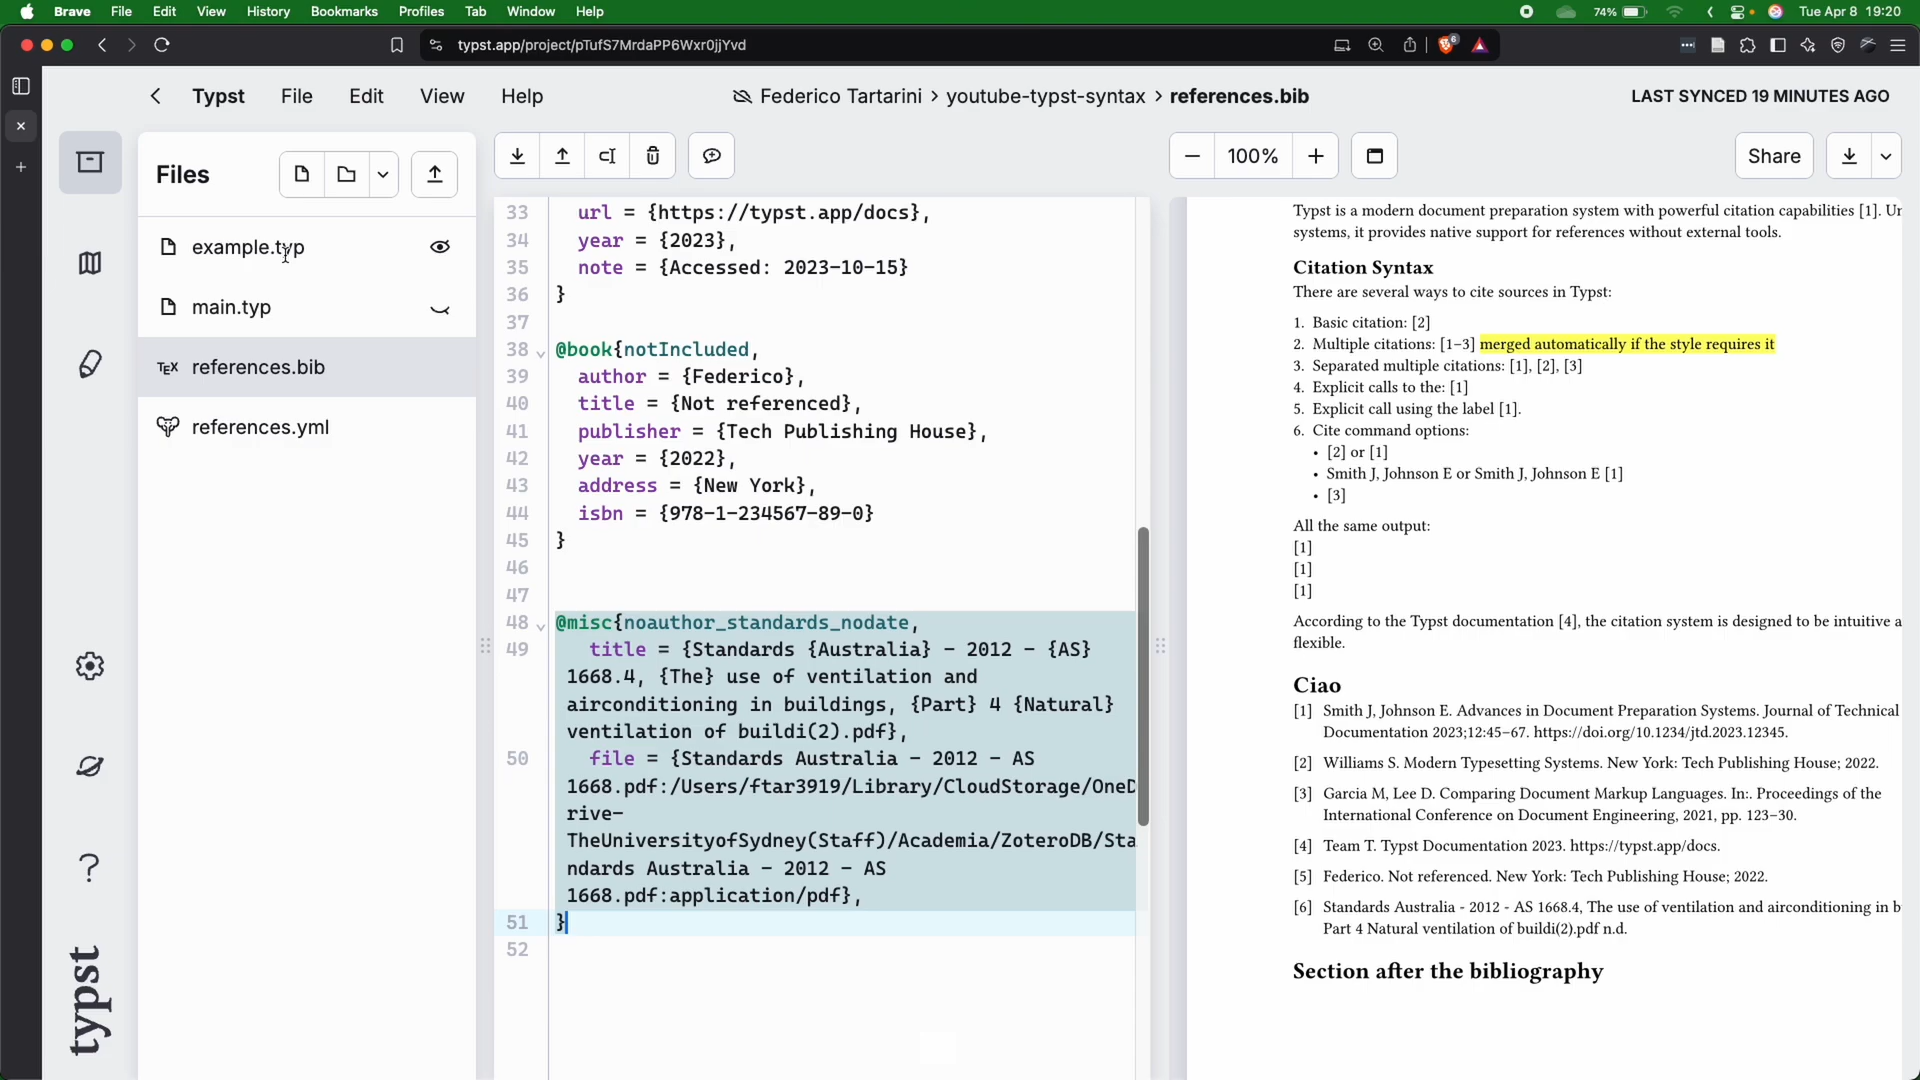 Brave File Edit View History Bookmarks Profiles Tab Window Help 74% Tue Apr 8 19:20
typst.app/project/pTufS7MrdaPP6Wxr0jjYvd 6
Typst File Edit View Help Federico Tartarini > youtube-typst-syntax > references.bib LAST SYNCED 19 MINUTES AGO
Files
100%
Share
example.typ
main.typ
TEX references.bib
references.yml
?
typst
33 url = {https://typst.app/docs},
34 year = {2023},
35 note = {Accessed: 2023-10-15}
36 }
37
38 @book{notIncluded,
39 author = {Federico},
40 title = {Not referenced},
41 publisher = {Tech Publishing House},
42 year = {2022},
43 address = {New York},
44 isbn = {978-1-234567-89-0}
45 }
46
47
48 @misc{noauthor_standards_nodate,
49 title = {Standards {Australia} - 2012 - {AS}
1668.4, {The} use of ventilation and
airconditioning in buildings, {Part} 4 {Natural}
ventilation of buildi(2).pdf},
50 file = {Standards Australia - 2012 - AS
1668.pdf:/Users/ftar3919/Library/CloudStorage/OneD
rive-
TheUniversityofSydney(Staff)/Academia/ZoteroDB/Sta
ndards Australia - 2012 - AS
1668.pdf:application/pdf},
51 }
52
Typst is a modern document preparation system with powerful citation capabilities [1]. Un
systems, it provides native support for references without external tools.
Citation Syntax
There are several ways to cite sources in Typst:
1. Basic citation: [2]
2. Multiple citations: [1–3] merged automatically if the style requires it
3. Separated multiple citations: [1], [2], [3]
4. Explicit calls to the: [1]
5. Explicit call using the label [1].
6. Cite command options:
• [2] or [1]
• Smith J, Johnson E or Smith J, Johnson E [1]
• [3]
All the same output:
[1]
[1]
[1]
According to the Typst documentation [4], the citation system is designed to be intuitive a
flexible.
Ciao
[1] Smith J, Johnson E. Advances in Document Preparation Systems. Journal of Technical
Documentation 2023;12:45–67. https://doi.org/10.1234/jtd.2023.12345.
[2] Williams S. Modern Typesetting Systems. New York: Tech Publishing House; 2022.
[3] Garcia M, Lee D. Comparing Document Markup Languages. In:. Proceedings of the
International Conference on Document Engineering, 2021, pp. 123–30.
[4] Team T. Typst Documentation 2023. https://typst.app/docs.
[5] Federico. Not referenced. New York: Tech Publishing House; 2022.
[6] Standards Australia - 2012 - AS 1668.4, The use of ventilation and airconditioning in b
Part 4 Natural ventilation of buildi(2).pdf n.d.
Section after the bibliography